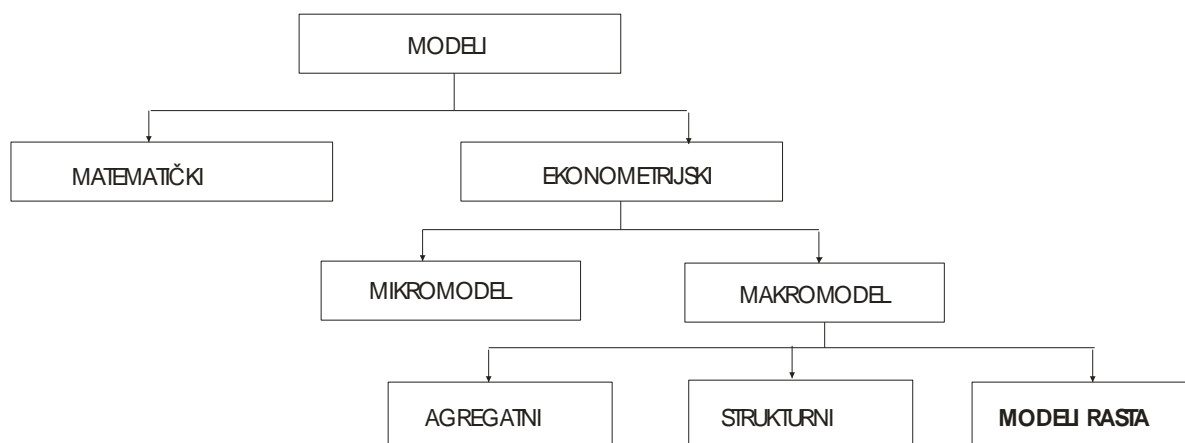 MODELI
MATEMATIČKI
EKONOMETRIJSKI
MIKROMODEL
MAKROMODEL
AGREGATNI
STRUKTURNI
MODELI RASTA